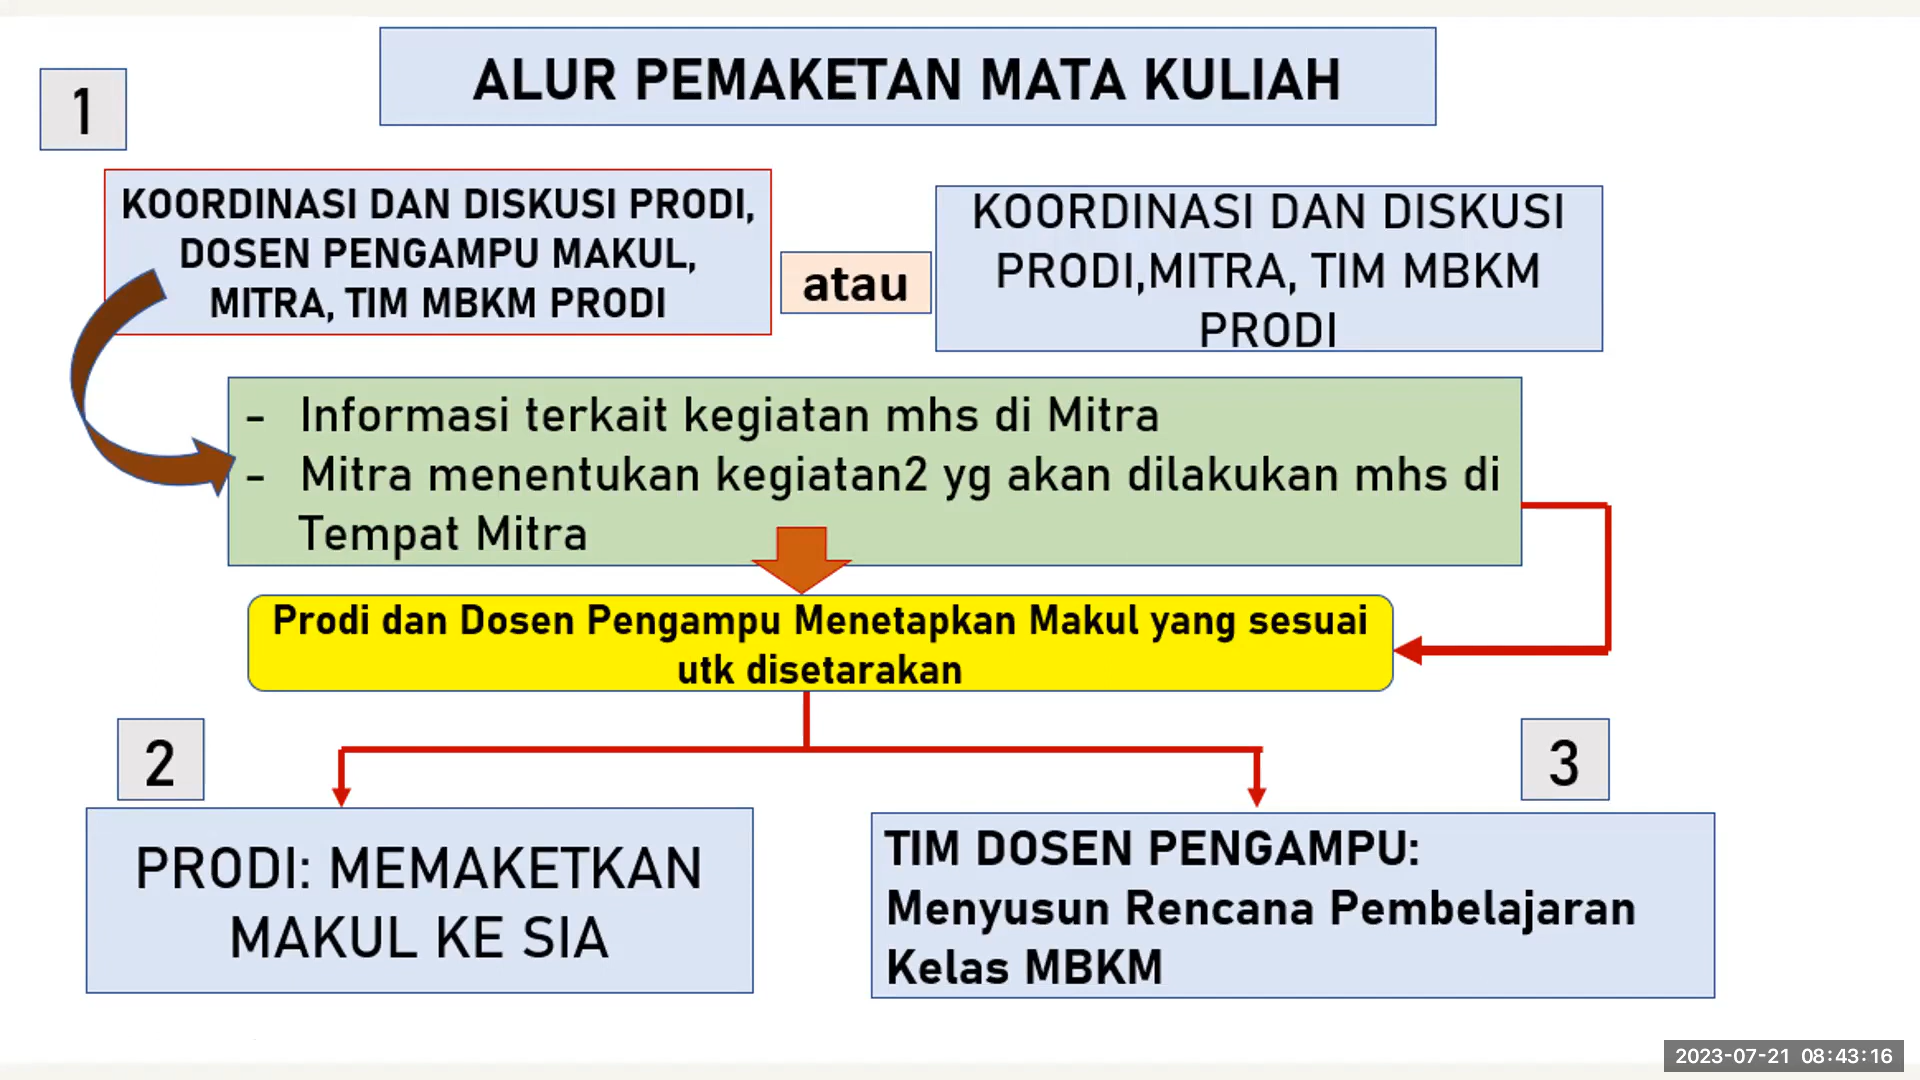 ALUR PEMAKETAN MATA KULIAH
1
KOORDINASI DAN DISKUSI PRODI,
DOSEN PENGAMPU MAKUL,
MITRA, TIM MBKM PRODI
atau
KOORDINASI DAN DISKUSI
PRODI,MITRA, TIM MBKM
PRODI
- Informasi terkait kegiatan mhs di Mitra
- Mitra menentukan kegiatan2 yg akan dilakukan mhs di
Tempat Mitra
Prodi dan Dosen Pengampu Menetapkan Makul yang sesuai
utk disetarakan
2
PRODI: MEMAKETKAN
MAKUL KE SIA
3
TIM DOSEN PENGAMPU:
Menyusun Rencana Pembelajaran
Kelas MBKM
2023-07-21 08:43:16